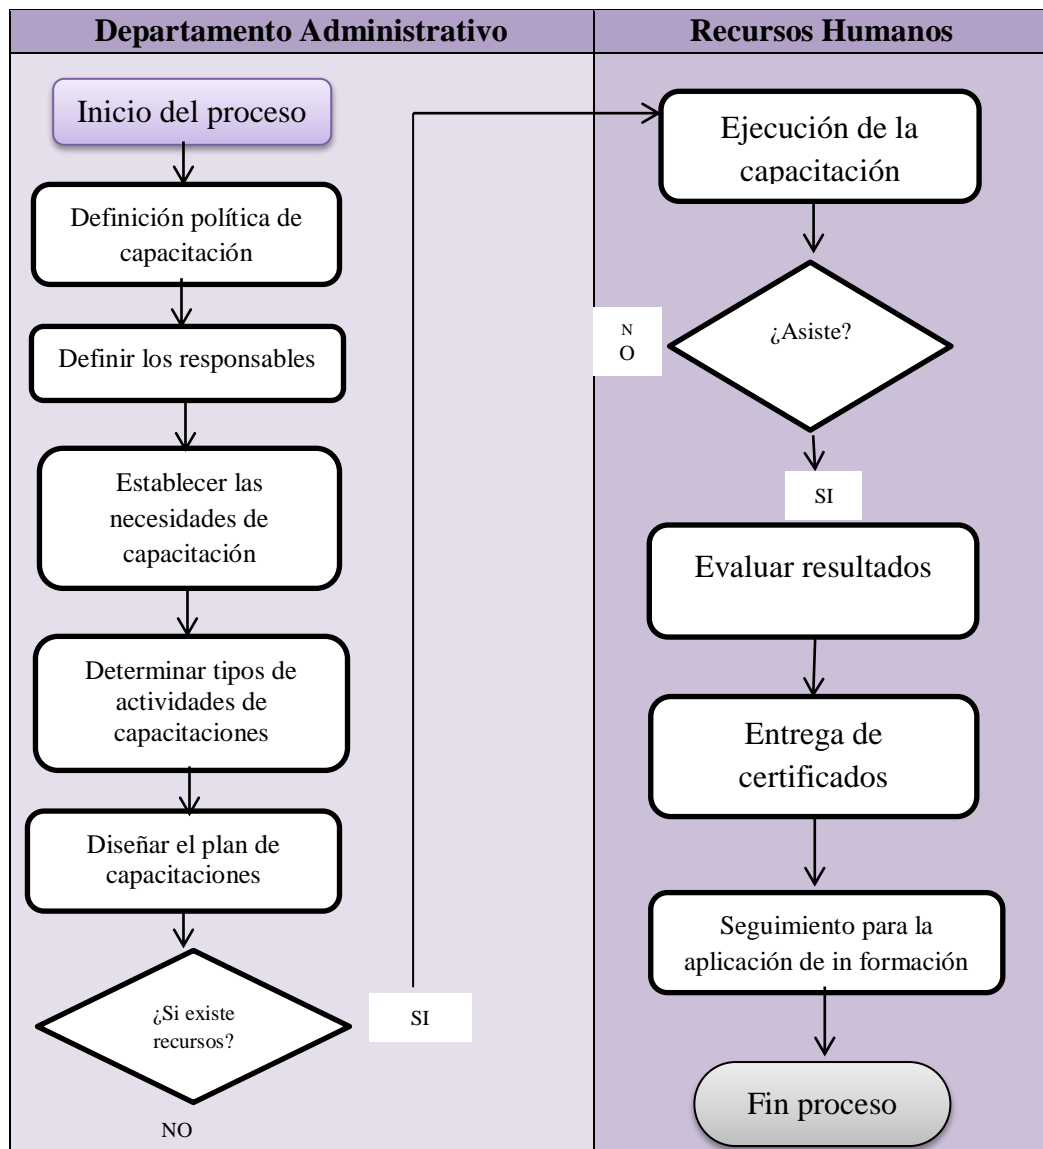 Departamento Administrativo
Recursos Humanos
Inicio del proceso
Definición política de
capacitación
Definir los responsables
Establecer las
necesidades de
capacitación
Determinar tipos de
actividades de
capacitaciones
Diseñar el plan de
capacitaciones
¿Si existe
recursos?
SI
NO
Ejecución de la
capacitación
¿Asiste?
N
O
SI
Evaluar resultados
Entrega de
certificados
Seguimiento para la
aplicación de in formación
Fin proceso